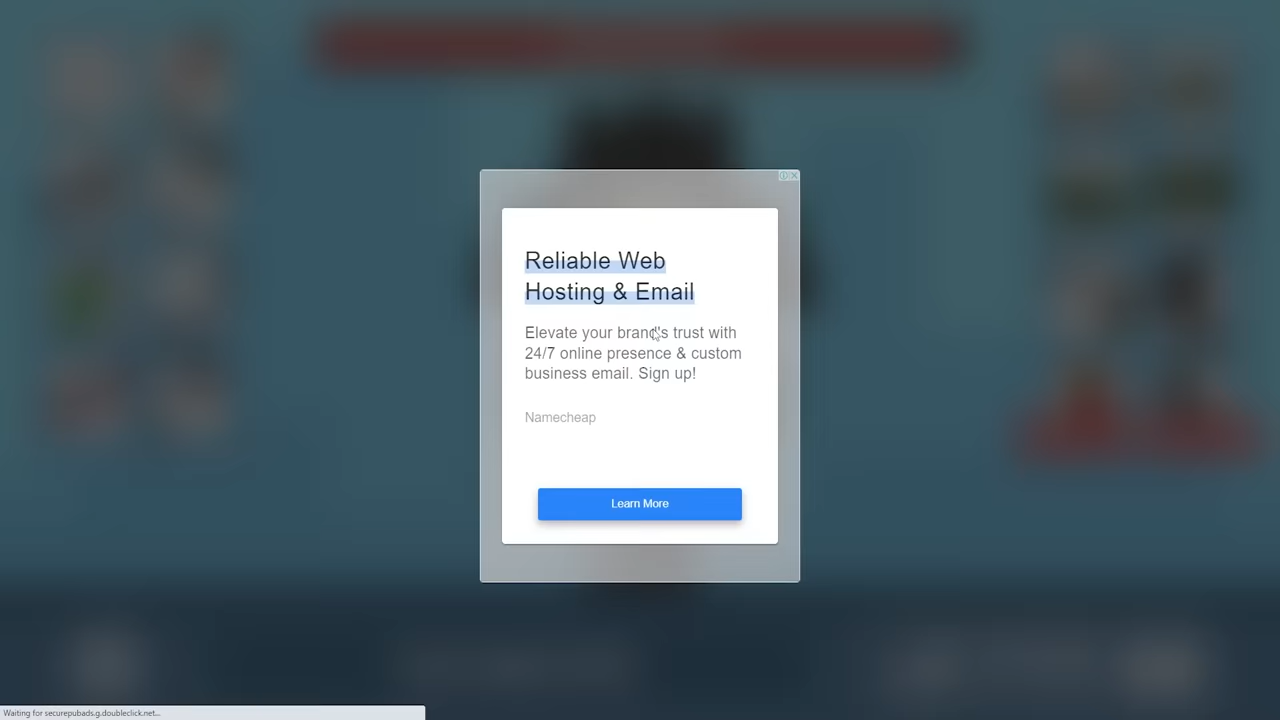 Reliable Web
Hosting & Email
Elevate your brand's trust with
24/7 online presence & custom
business email. Sign up!
Namecheap
Learn More
Waiting for securepubads.g.doubleclick.net...